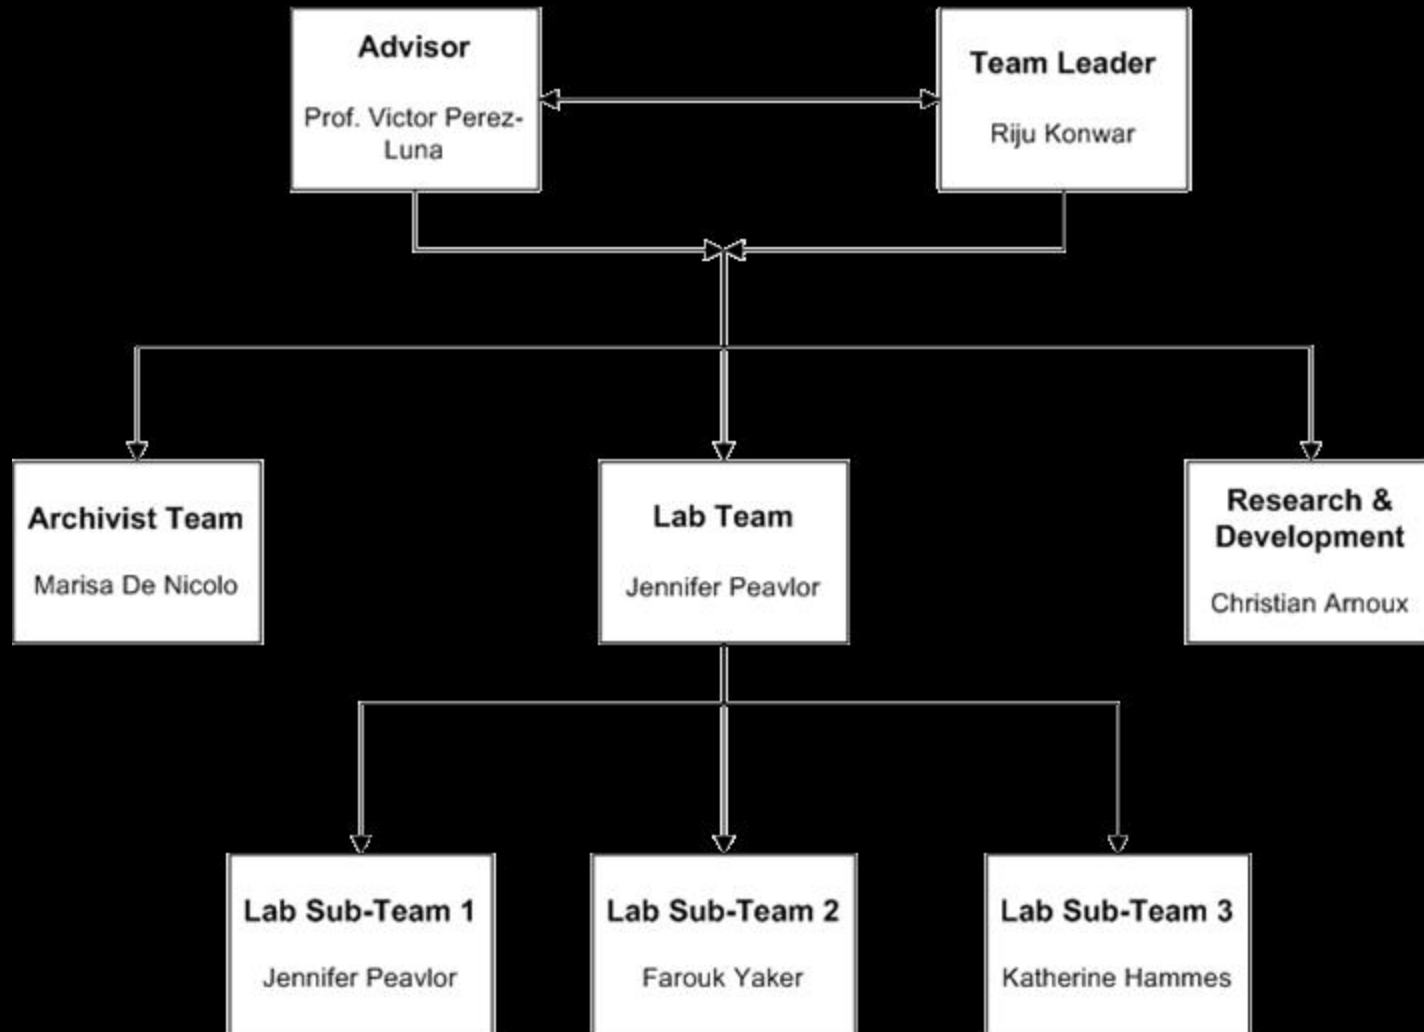 Advisor
Prof. Victor Perez-
Luna
Team Leader
Riju Konwar
Archivist Team
Marisa De Nicolo
Lab Team
Jennifer Peavlor
Research &
Development
Christian Arnoux
Lab Sub-Team 1
Jennifer Peavlor
Lab Sub-Team 2
Farouk Yaker
Lab Sub-Team 3
Katherine Hammes